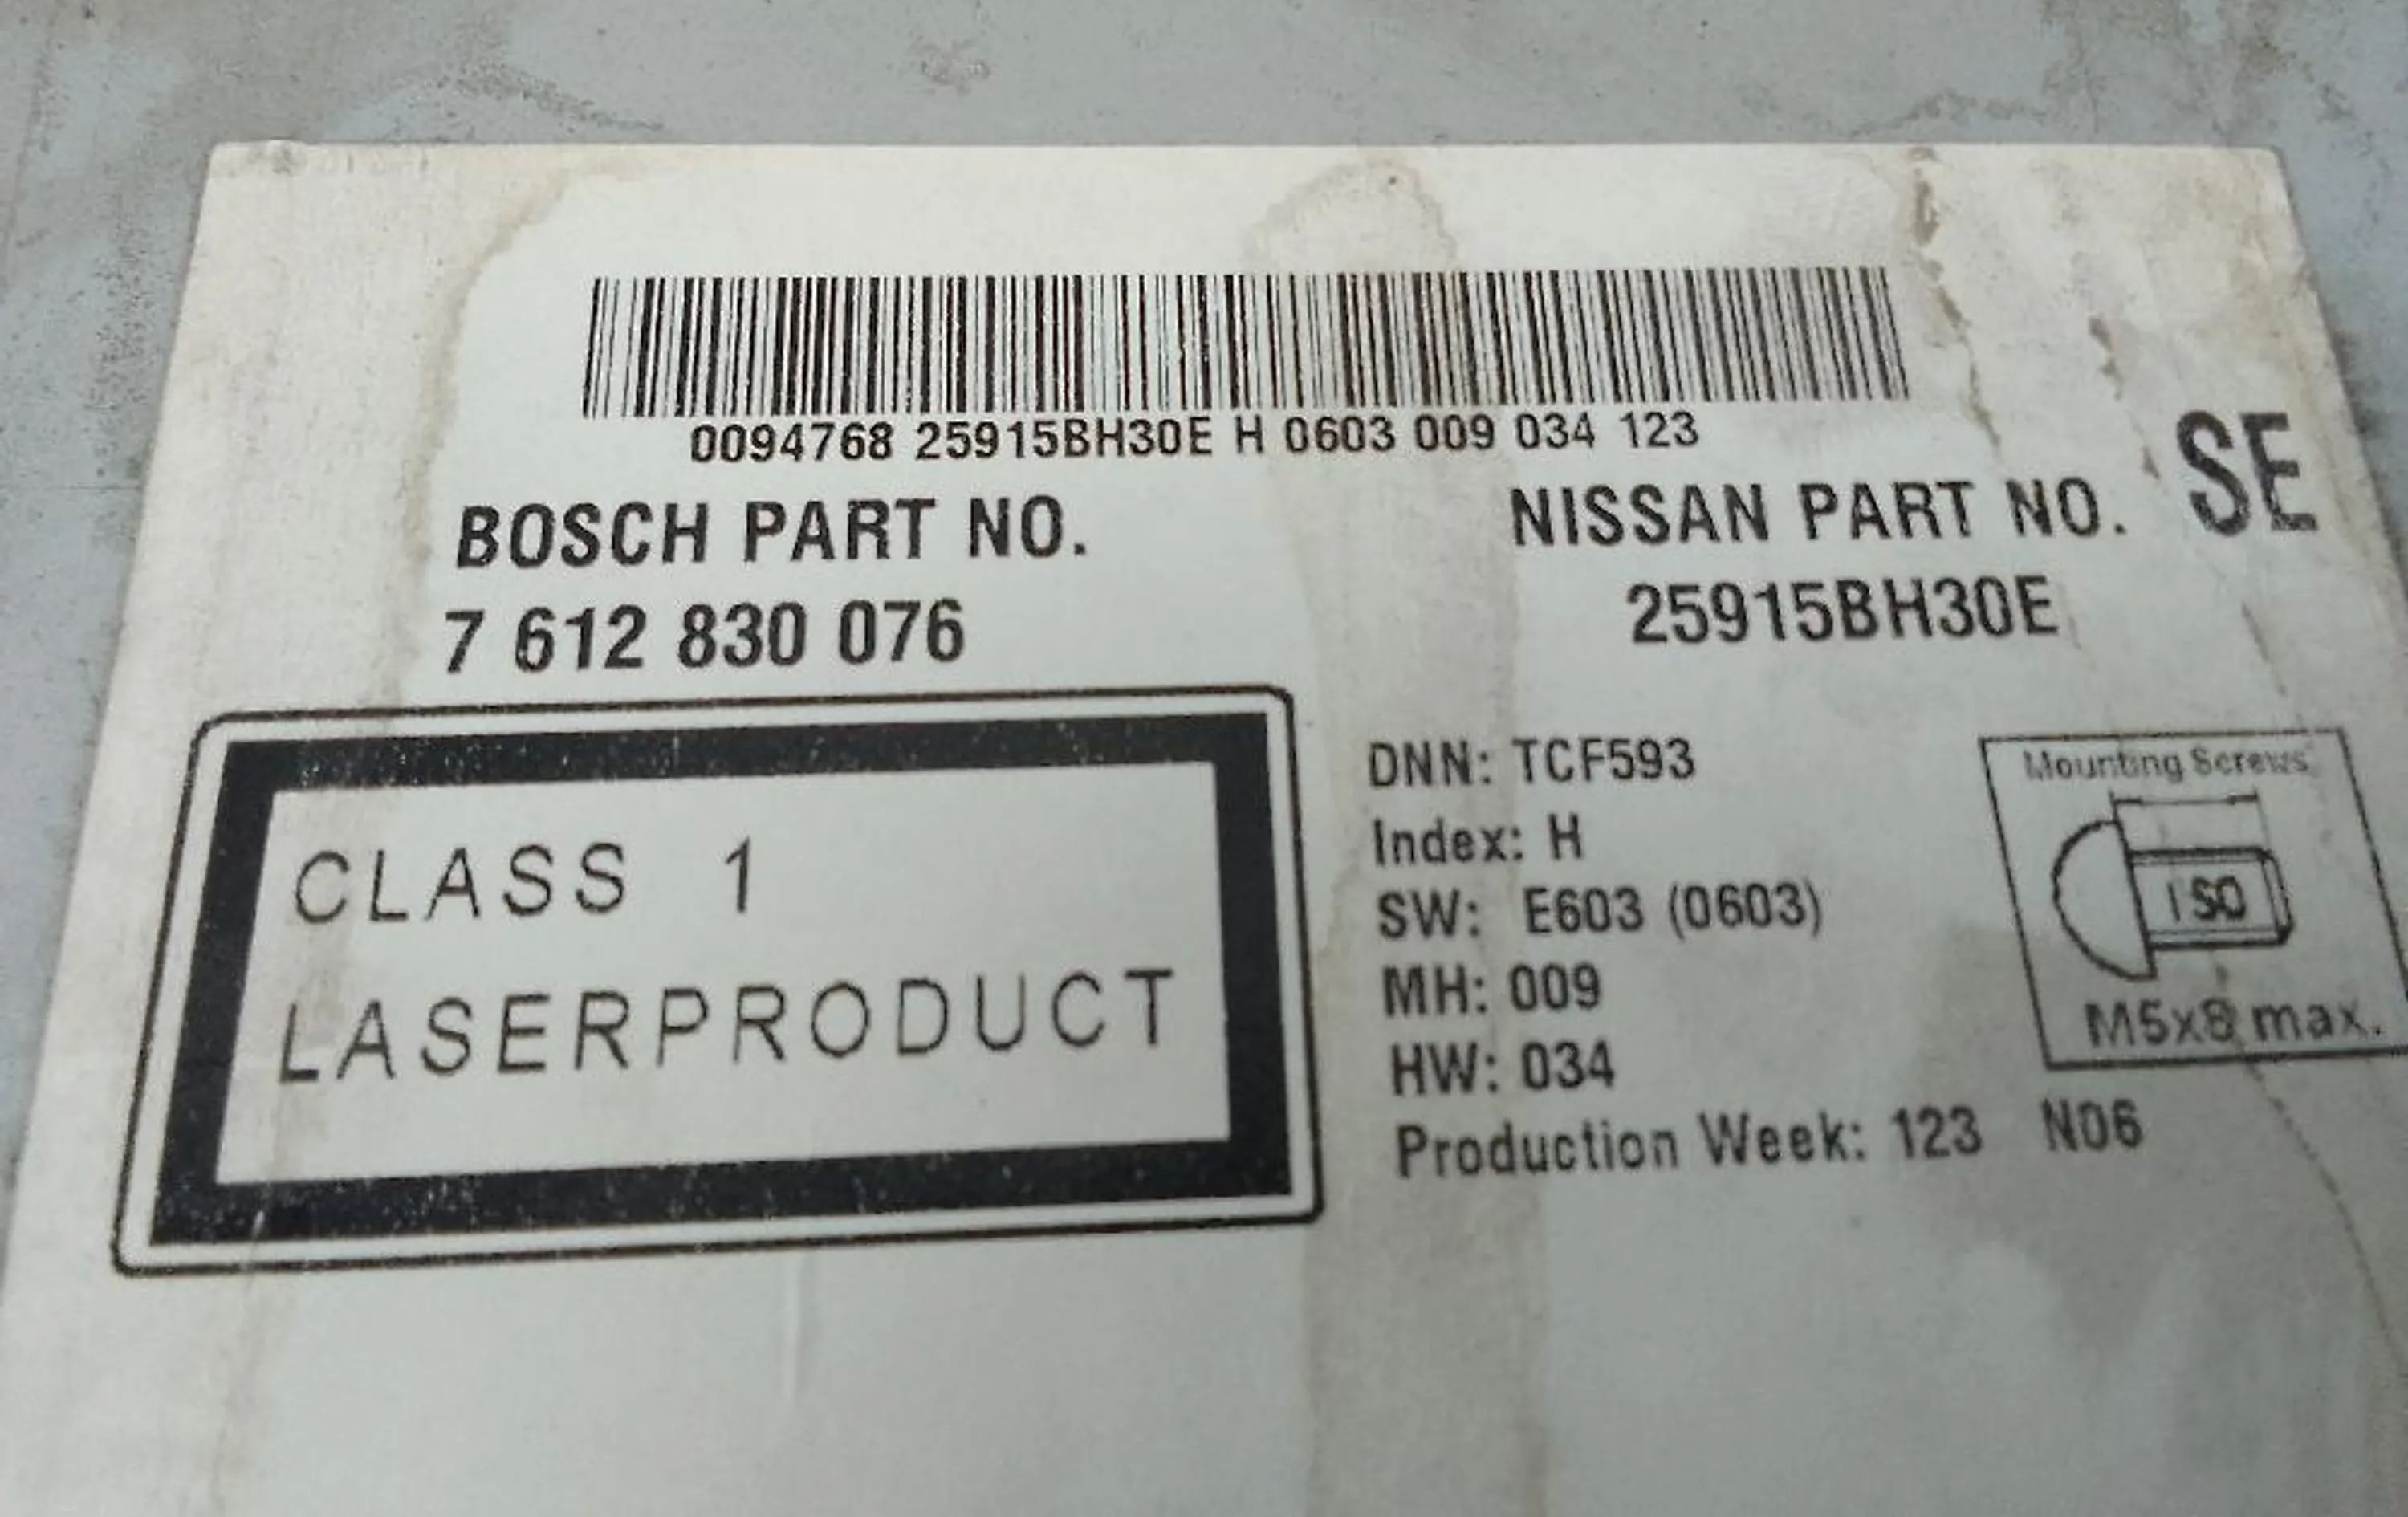 0094768 25915BH30E H 0603 009 034 123
BOSCH PART NO.
7 612 830 076
NISSAN PART NO. SE
25915BH30E
CLASS 1
LASERPRODUCT
DNN: TCF593
Index: H
SW: E603 (0603)
MH: 009
HW: 034
Production Week: 123 N06
Mounting Screws
ISO
M5x8 max.